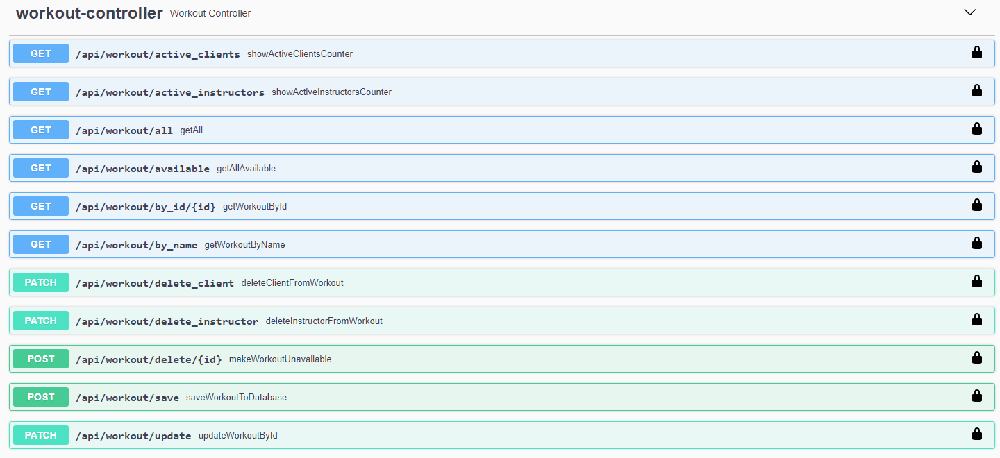 workout-controller Workout Controller
GET /api/workout/active_clients showActiveClientsCounter
GET /api/workout/active_instructors showActiveInstructorsCounter
GET /api/workout/all getAll
GET /api/workout/available getAllAvailable
GET /api/workout/by_id/{id} getWorkoutById
GET /api/workout/by_name getWorkoutByName
PATCH /api/workout/delete_client deleteClientFromWorkout
PATCH /api/workout/delete_instructor deleteInstructorFromWorkout
POST /api/workout/delete/{id} makeWorkoutUnavailable
POST /api/workout/save saveWorkoutToDatabase
PATCH /api/workout/update updateWorkoutById